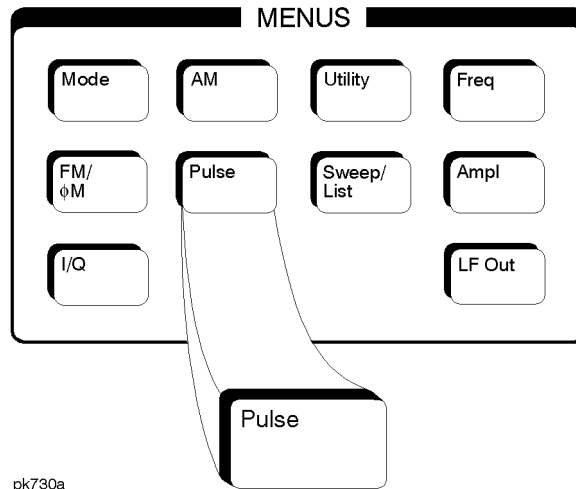 MENUS
Mode
AM
Utility
Freq
FM/
ϕM
Pulse
Sweep/
List
Ampl
I/Q
LF Out
Pulse
pk730a